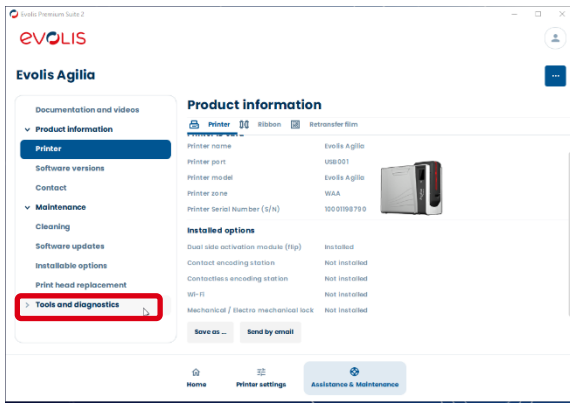 Evolis Premium Suite 2
evolis
Evolis Agilia
...
Documentation and videos
Product information
Printer
Software versions
Contact
Maintenance
Cleaning
Software updates
Installable options
Print head replacement
Tools and diagnostics
Product information
Printer Ribbon Retransfer film
Printer name Evolis Agilia
Printer port USB001
Printer model Evolis Agilia
Printer zone WAA
Printer Serial Number (S/N) 10001198790
Installed options
Dual side activation module (flip) Installed
Contact encoding station Not installed
Contactless encoding station Not installed
Wi-Fi Not installed
Mechanical / Electro mechanical lock Not installed
Save as ... Send by email
Home Printer settings Assistance & Maintenance